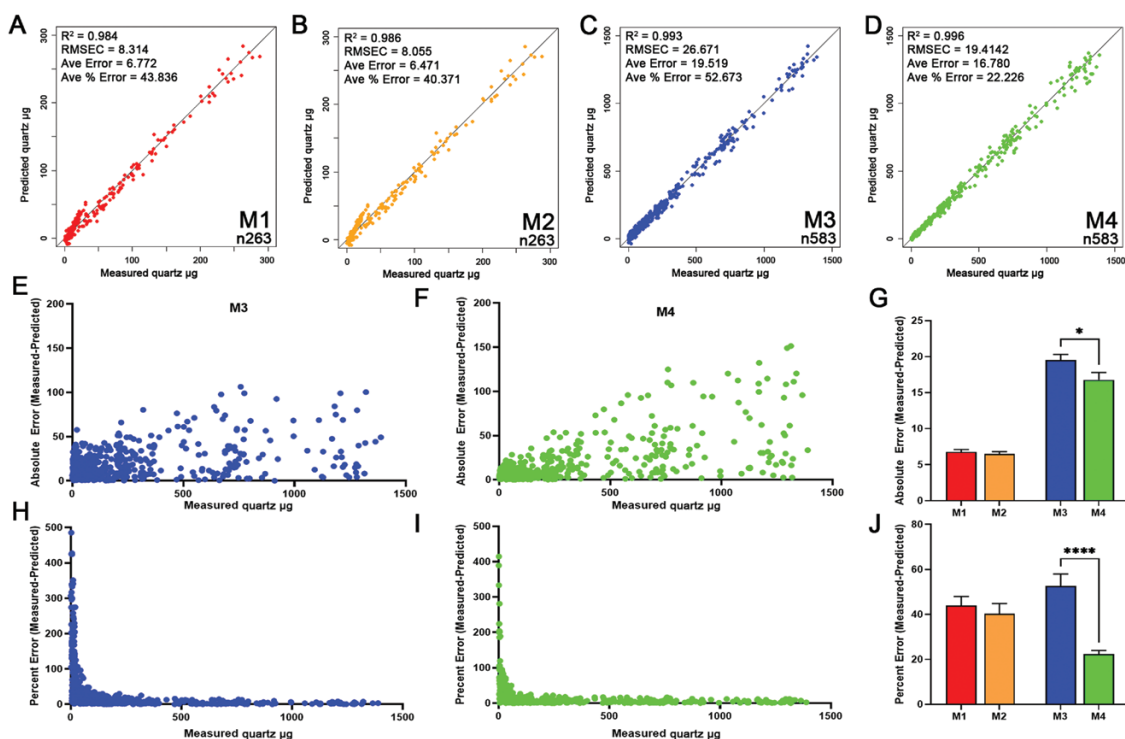 A
R² = 0.984
RMSEC = 8.314
Ave Error = 6.772
Ave % Error = 43.836
M1
n263
300
200
100
0
0 100 200 300
Predicted quartz µg
Measured quartz µg
B
R² = 0.986
RMSEC = 8.055
Ave Error = 6.471
Ave % Error = 40.371
M2
n263
300
200
100
0
0 100 200 300
Predicted quartz µg
Measured quartz µg
C
R² = 0.993
RMSEC = 26.671
Ave Error = 19.519
Ave % Error = 52.673
M3
n583
1500
1000
500
0
0 500 1000 1500
Predicted quartz µg
Measured quartz µg
D
R² = 0.996
RMSEC = 19.4142
Ave Error = 16.780
Ave % Error = 22.226
M4
n583
1500
1000
500
0
0 500 1000 1500
Predicted quartz µg
Measured quartz µg
E
M3
200
150
100
50
0
0 500 1000 1500
Absolute Error (Measured-Predicted)
Measured quartz µg
F
M4
200
150
100
50
0
0 500 1000 1500
Absolute Error (Measured-Predicted)
Measured quartz µg
G
*
25
20
15
10
5
0
M1 M2 M3 M4
Absolute Error (Measured-Predicted)
H
500
400
300
200
100
0
0 500 1000 1500
Percent Error (Measured-Predicted)
Measured quartz µg
I
500
400
300
200
100
0
0 500 1000 1500
Precent Error (Measured-Predicted)
Measured quartz µg
J
****
80
60
40
20
0
M1 M2 M3 M4
Percent Error (Measured-Predicted)